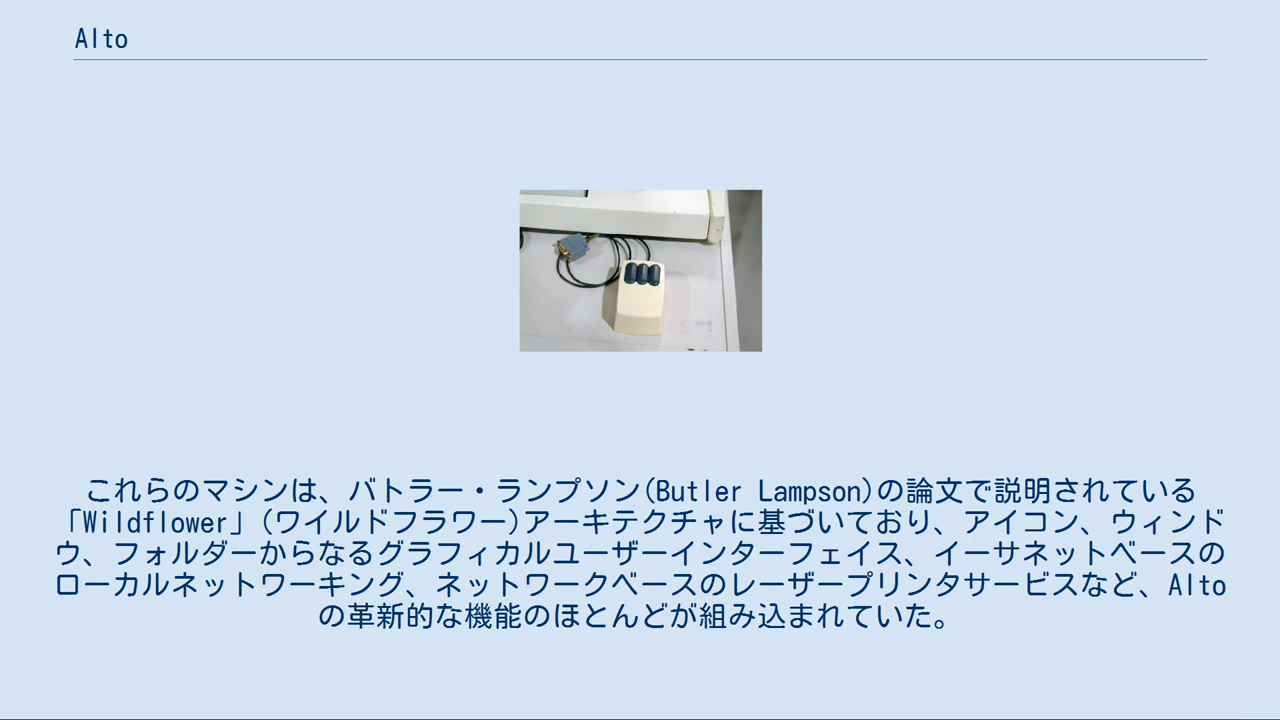 Alto
これらのマシンは、バトラー・ランプソン(Butler Lampson)の論文で説明されている
「Wildflower」(ワイルドフラワー)アーキテクチャに基づいており、アイコン、ウィンド
ウ、フォルダーからなるグラフィカルユーザーインターフェイス、イーサネットベースの
ローカルネットワーキング、ネットワークベースのレーザープリンタサービスなど、Alto
の革新的な機能のほとんどが組み込まれていた。